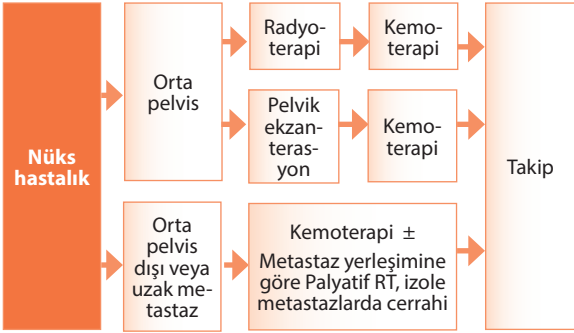 Nüks
hastalık
Orta
pelvis
Radyo-
terapi
Kemo-
terapi
Pelvik
ekzan-
teras-
yon
Kemo-
terapi
Orta
pelvis
dışı veya
uzak me-
tastaz
Kemoterapi ±
Metastaz yerleşimine
göre Palyatif RT, izole
metastazlarda cerrahi
Takip